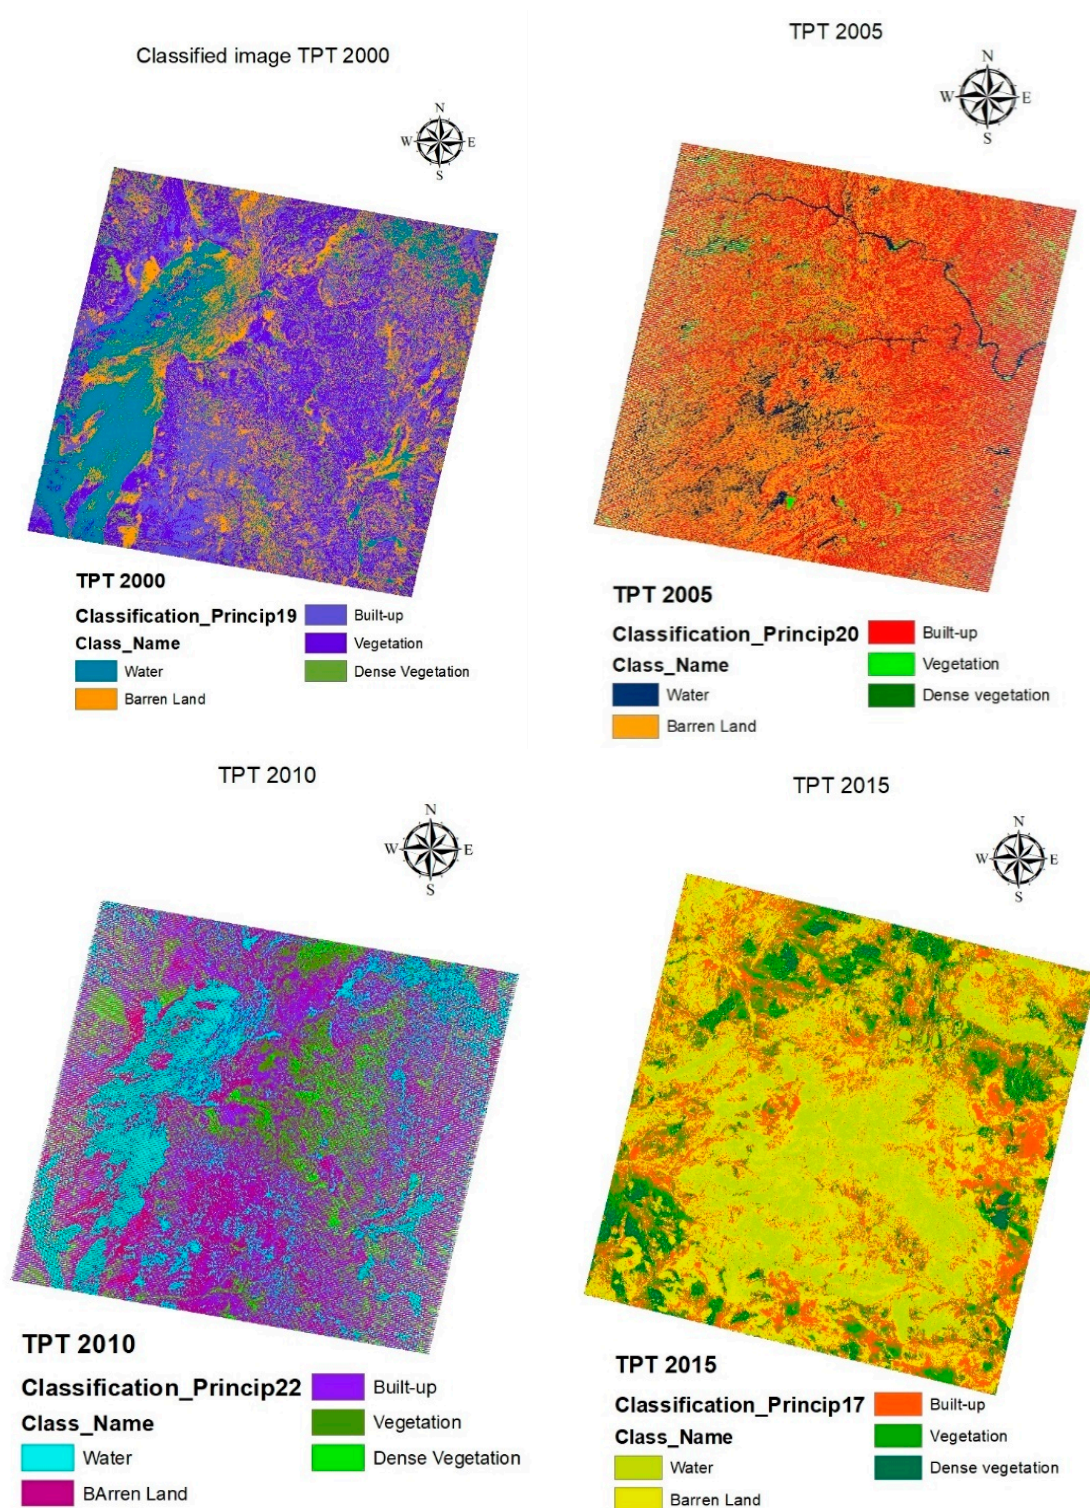 Classified image TPT 2000
N
W E
S
TPT 2000
Classification_Princip19
Class_Name
Water
Barren Land
Built-up
Vegetation
Dense Vegetation
TPT 2005
N
W E
S
TPT 2005
Classification_Princip20
Class_Name
Water
Barren Land
Built-up
Vegetation
Dense vegetation
TPT 2010
N
W E
S
TPT 2010
Classification_Princip22
Class_Name
Water
BArren Land
Built-up
Vegetation
Dense Vegetation
TPT 2015
N
W E
S
TPT 2015
Classification_Princip17
Class_Name
Water
Barren Land
Built-up
Vegetation
Dense vegetation